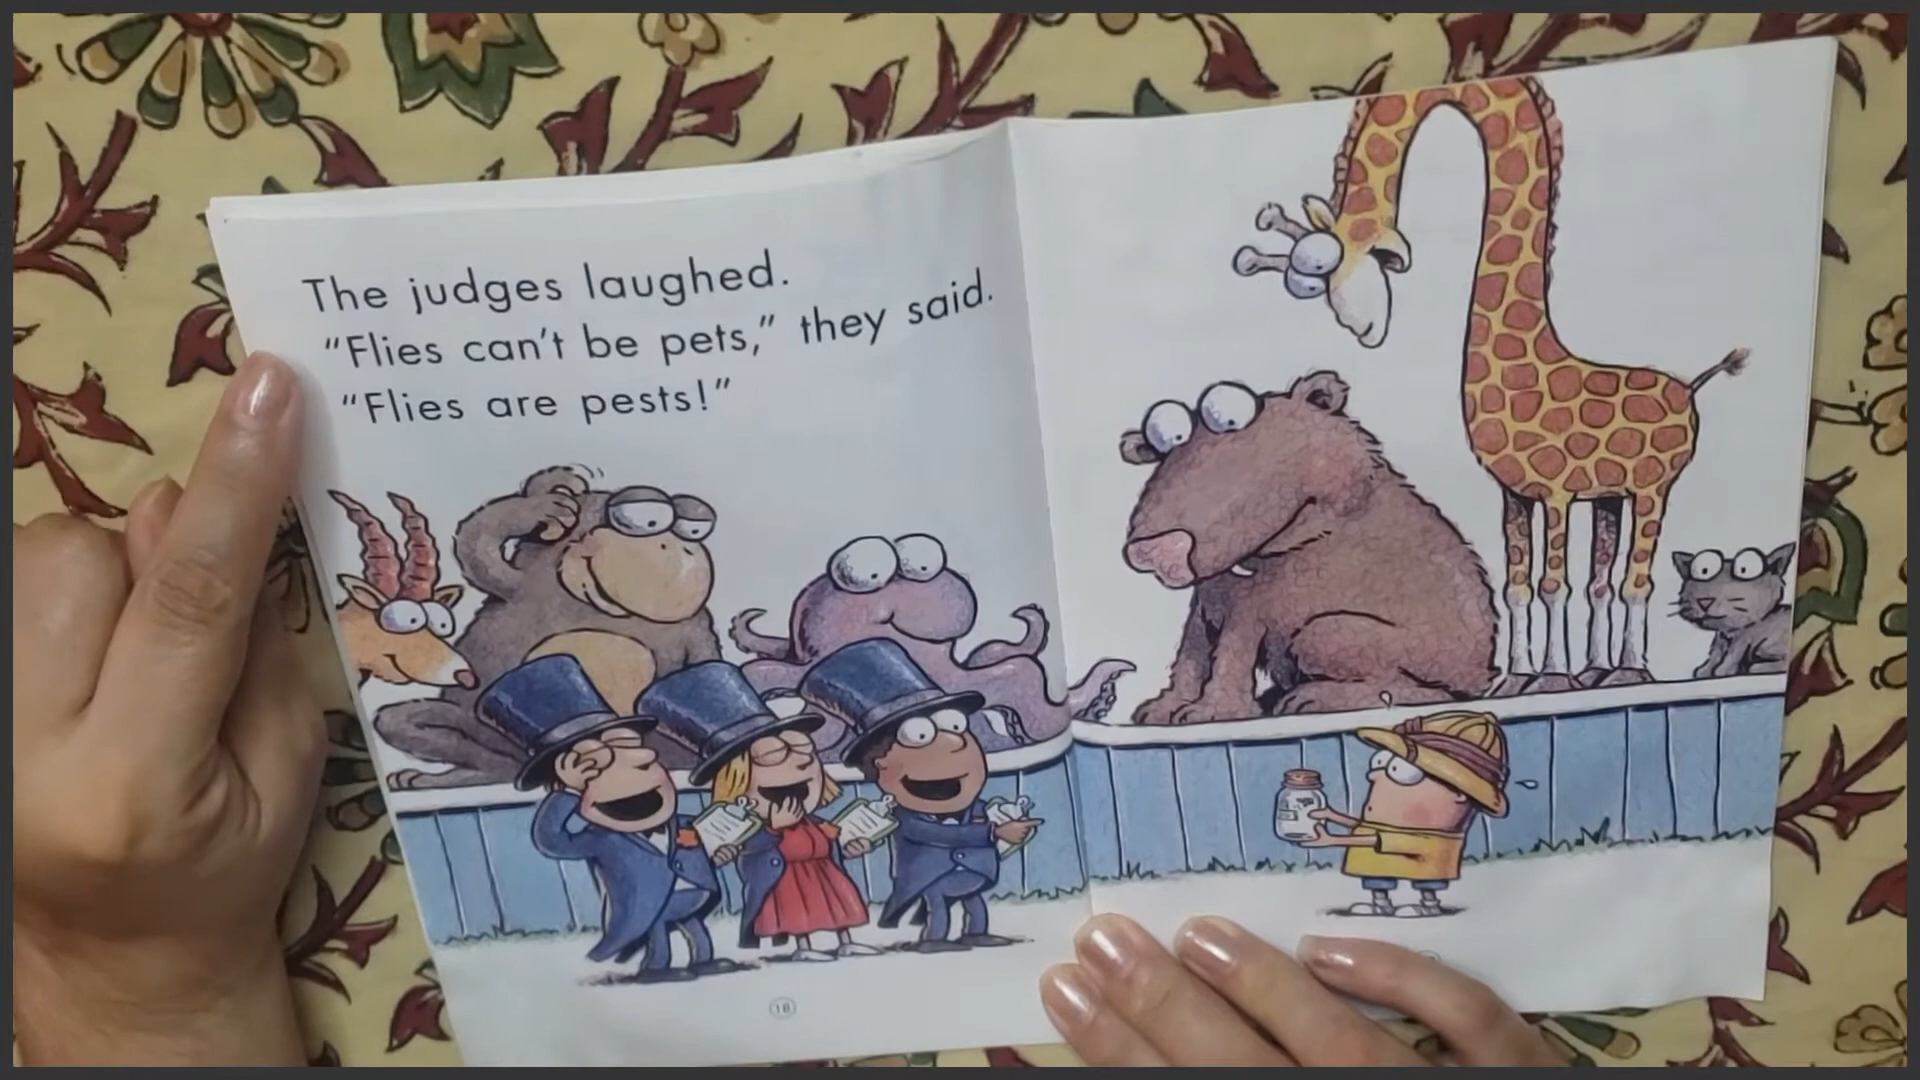 The judges laughed.
"Flies can't be pets," they said.
"Flies are pests!"
18